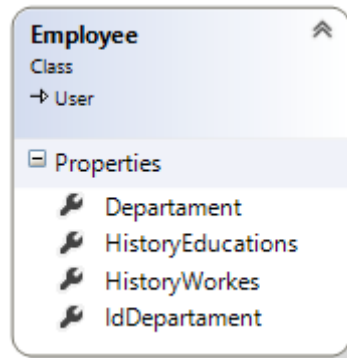 Employee
Class
User
Properties
Departament
HistoryEducations
HistoryWorkes
IdDepartament